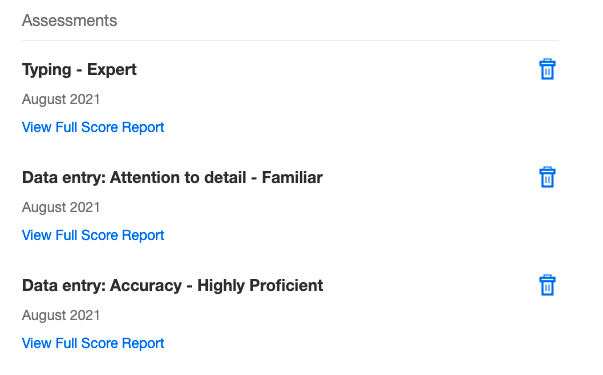 Assessments
Typing - Expert
August 2021
View Full Score Report
Data entry: Attention to detail - Familiar
August 2021
View Full Score Report
Data entry: Accuracy - Highly Proficient
August 2021
View Full Score Report